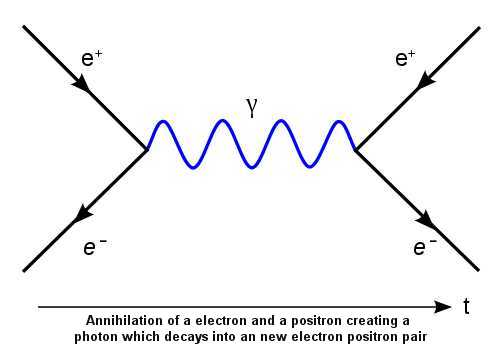 e⁺ e⁺
γ
e⁻ e⁻
t
Annihilation of a electron and a positron creating a
photon which decays into an new electron positron pair